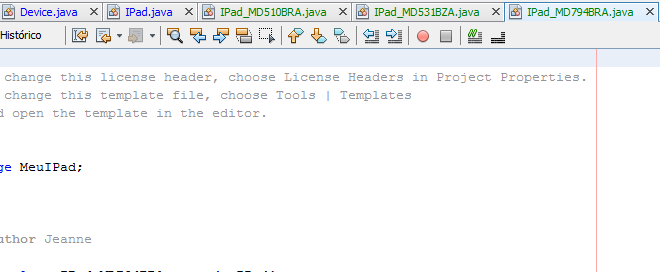 Device.java IPad.java IPad_MD510BRA.java IPad_MD531BZA.java IPad_MD794BRA.java
Histórico
change this license header, choose License Headers in Project Properties.
change this template file, choose Tools | Templates
d open the template in the editor.
ge MeuIPad;
uthor Jeanne